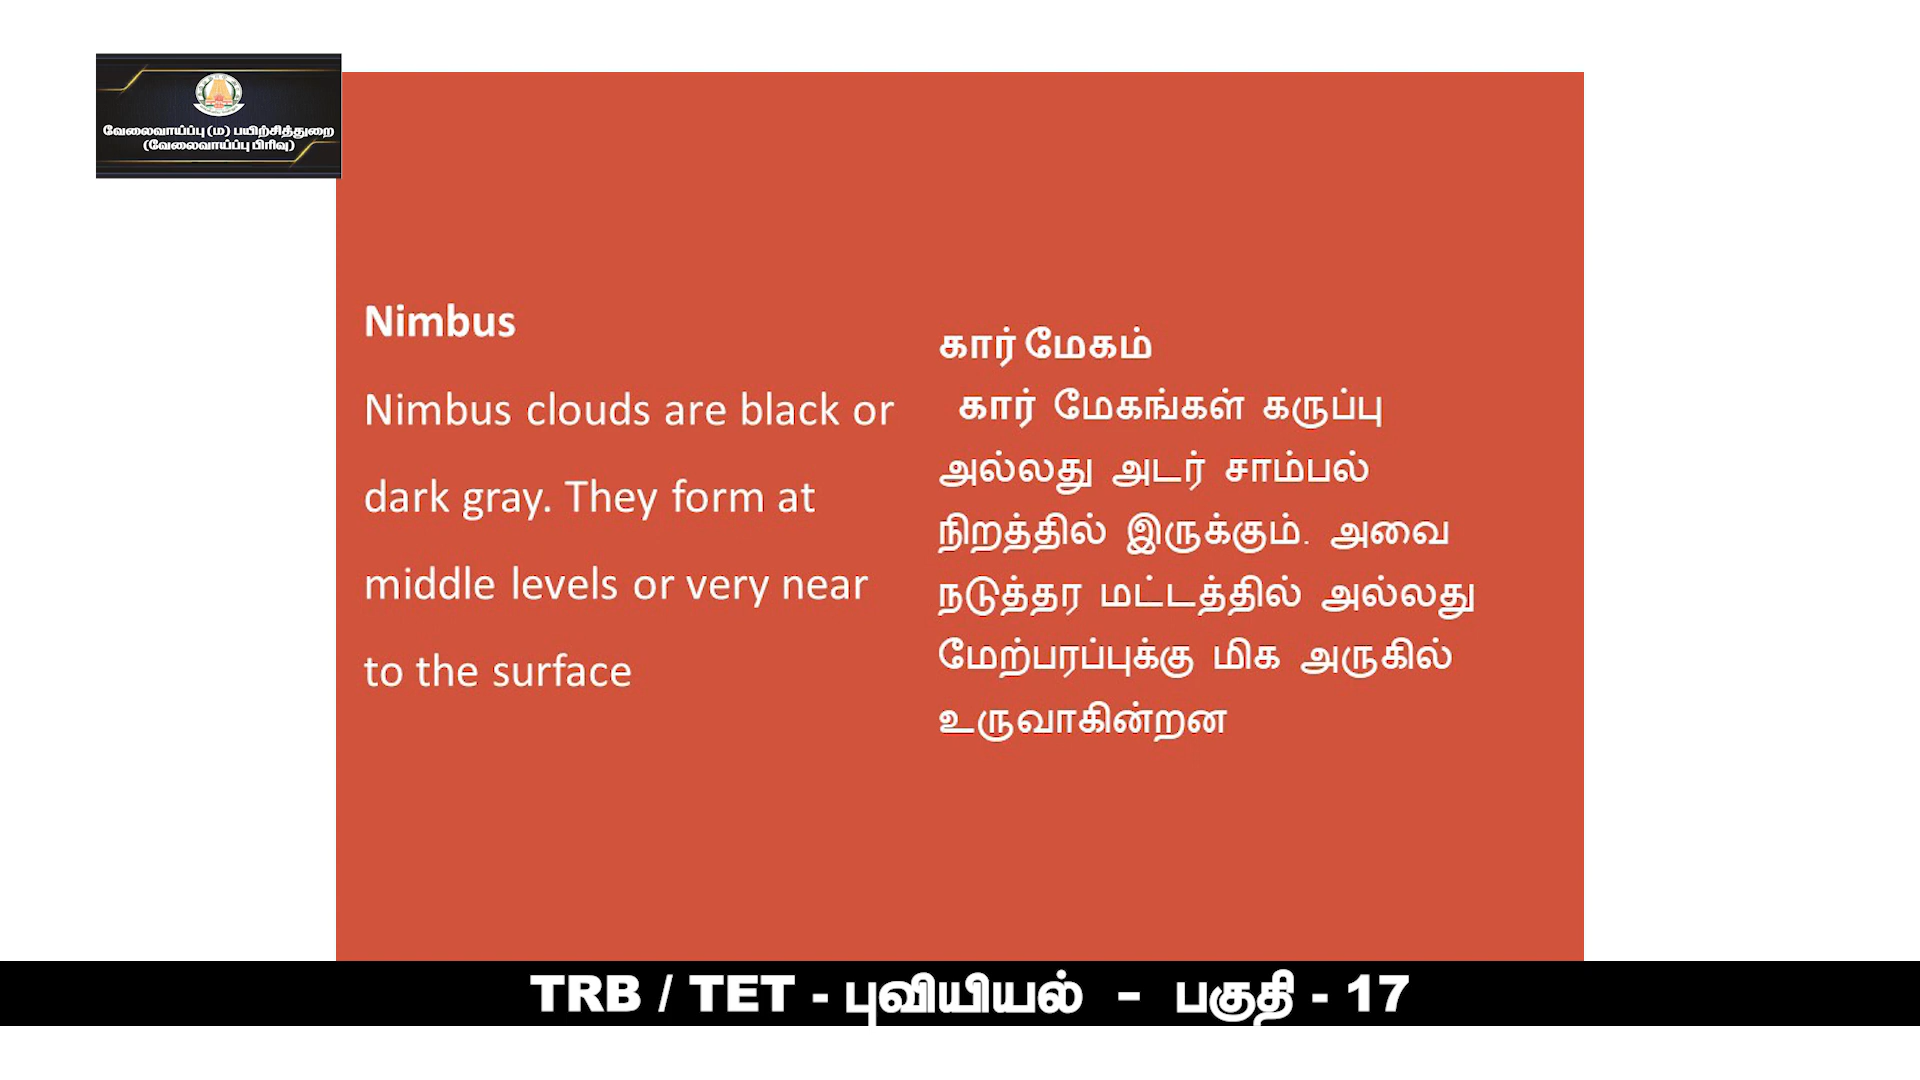 வேலைவாய்ப்பு (ம) பயிற்சித்துறை
(வேலைவாய்ப்பு பிரிவு)
Nimbus
Nimbus clouds are black or
dark gray. They form at
middle levels or very near
to the surface
கார் மேகம்
கார் மேகங்கள் கருப்பு
அல்லது அடர் சாம்பல்
நிறத்தில் இருக்கும். அவை
நடுத்தர மட்டத்தில் அல்லது
மேற்பரப்புக்கு மிக அருகில்
உருவாகின்றன
TRB / TET - புவியியல் - பகுதி - 17